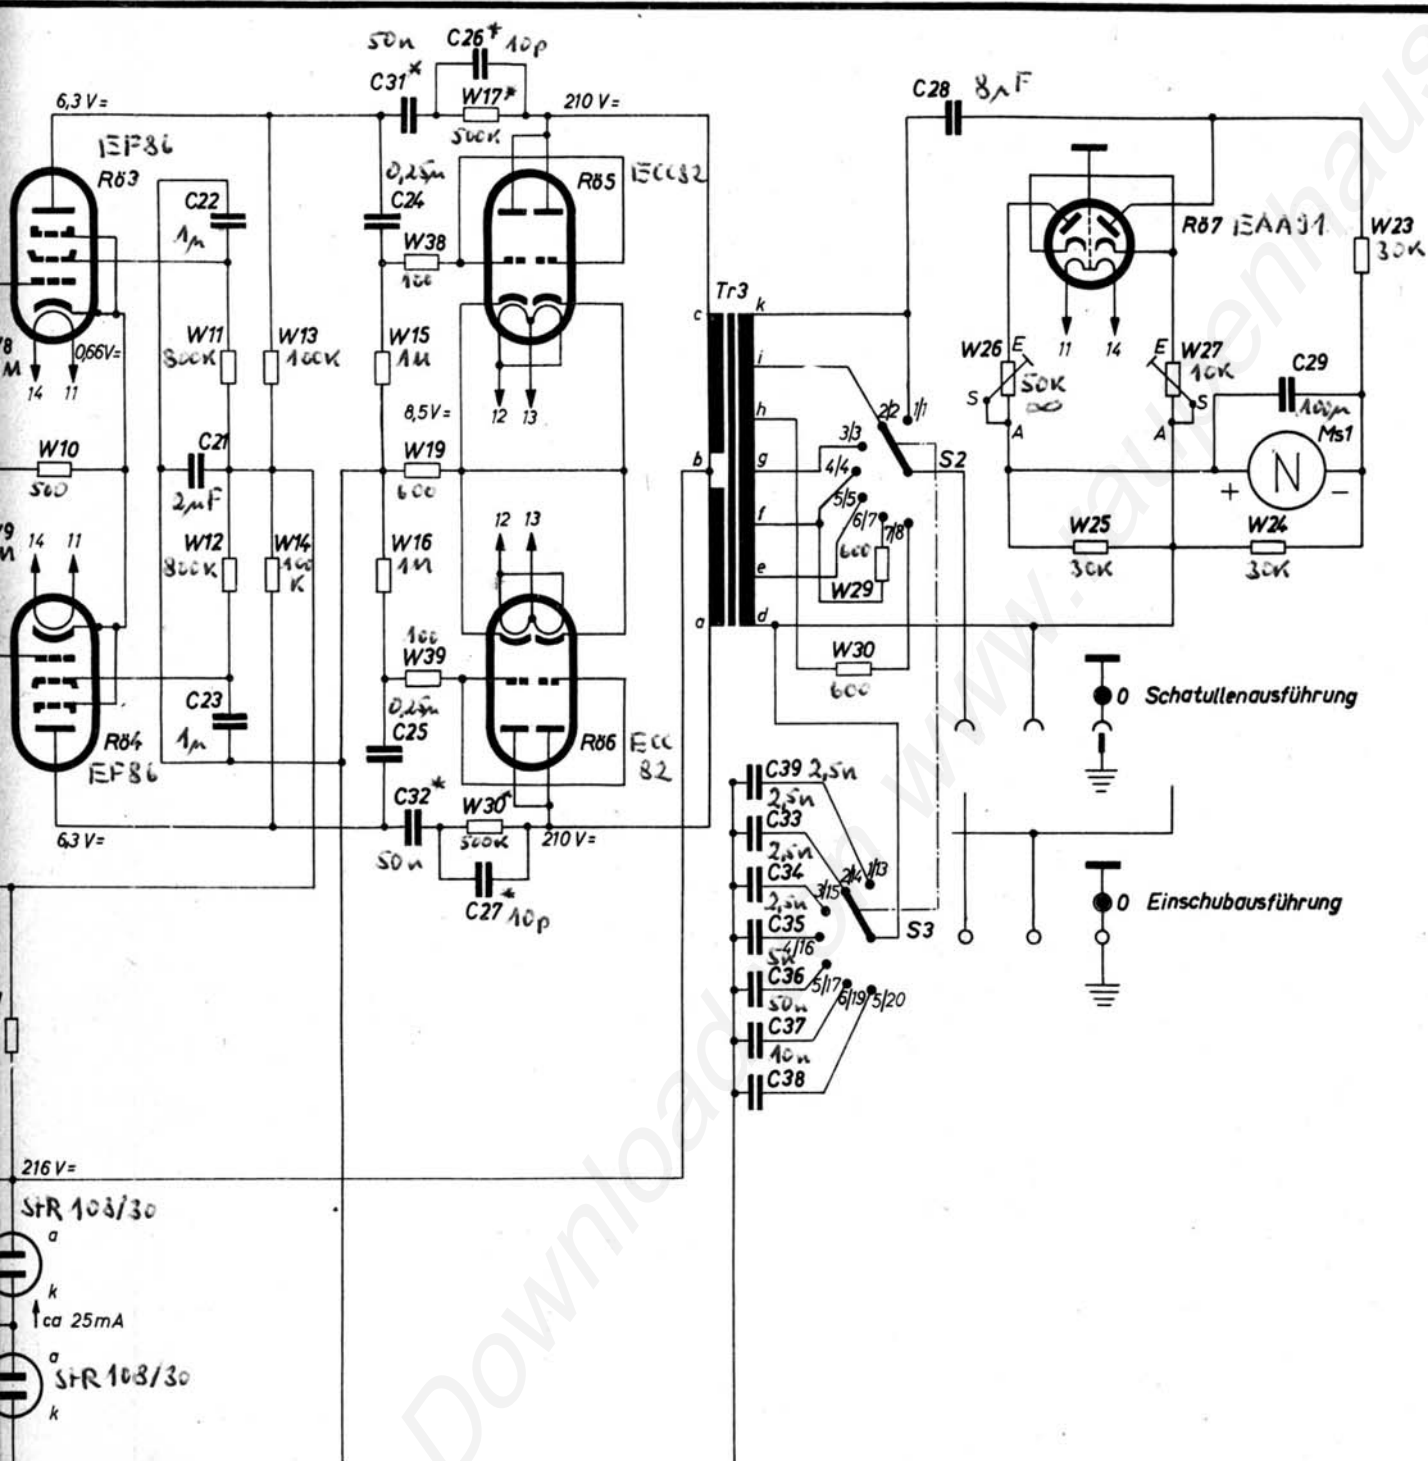 50n
C26* 10p
C31*
W17*
500K
6,3 V=
210 V=
C28 8µF
EF86
Rö3
C22
1µ
0,25µ
C24
W38
100
Rö5
ECC82
Rö7 EAA91
W23
30K
Tr3
c
k
W11
800K
W13
100K
W15
1M
0,66V=
14 11
12 13
8,5V=
i
h
g
f
e
d
b
a
2/2
1/1
3/3
4/4
5/5
6/7
7/8
S2
W26
50K
E
S
A
11 14
E
W27
10K
S
A
C29
100µ
Ms1
N
+
-
W10
500
C21
2µF
W19
600
W25
30K
W24
30K
14 11
W12
800K
W14
100
K
12 13
W16
1M
600
W29
W30
600
100
W39
0,25µ
C25
C23
1µ
Rö4
EF86
Rö6
ECC
82
0 Schatullenausführung
C32*
W30*
500K
50n
6,3 V=
210 V=
C27* 10p
C39 2,5n
2,5n
C33
2,5n
C34
2,5n
C35
5n
C36
50n
C37
10n
C38
1/13
2/14
3/15
4/16
5/17
6/19
5/20
S3
0 Einschubausführung
216 V=
StR 108/30
a
k
ca 25mA
a
StR 108/30
k
Download von www.raupenhaus